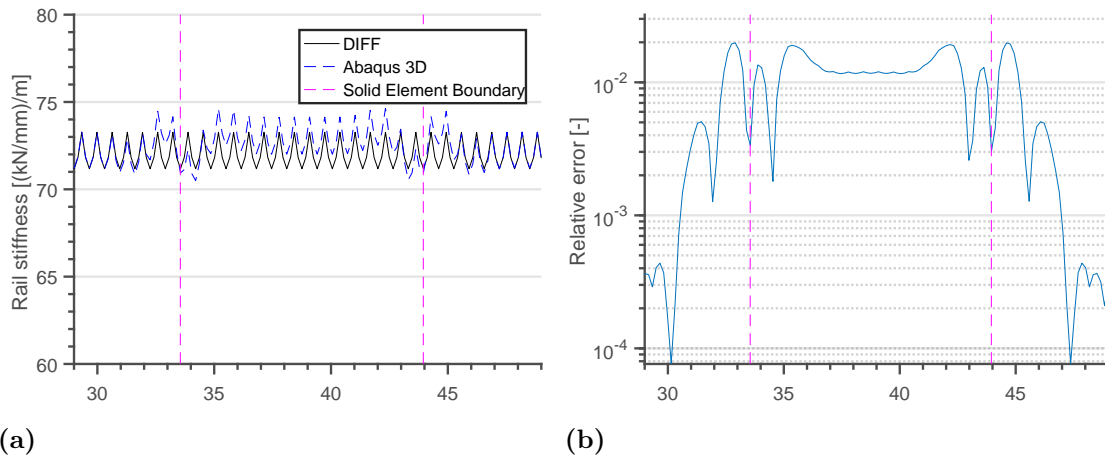 80
75
70
65
60
Rail stiffness [(kN/mm)/m]
DIFF
Abaqus 3D
Solid Element Boundary
30 35 40 45
(a)
10-2
10-3
10-4
Relative error [-]
30 35 40 45
(b)